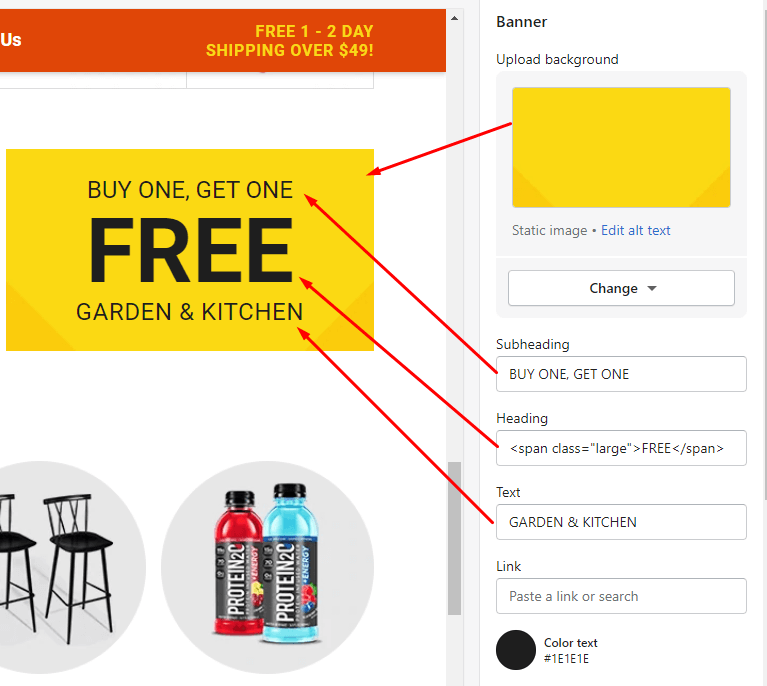 Us
FREE 1 - 2 DAY
SHIPPING OVER $49!
BUY ONE, GET ONE
FREE
GARDEN & KITCHEN
PROTEIN2O
+ENERGY
PROTEIN2O
+ENERGY
Banner
Upload background
Static image • Edit alt text
Change
Subheading
BUY ONE, GET ONE
Heading
<span class="large">FREE</span>
Text
GARDEN & KITCHEN
Link
Paste a link or search
Color text
#1E1E1E